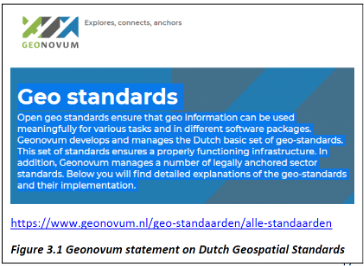 Explores, connects, anchors
GEONOVUM
Geo standards
Open geo standards ensure that geo information can be used
meaningfully for various tasks and in different software packages.
Geonovum develops and manages the Dutch basic set of geo-standards.
This set of standards ensures a properly functioning infrastructure. In
addition, Geonovum manages a number of legally anchored sector
standards. Below you will find detailed explanations of the geo-standards
and their implementation.
https://www.geonovum.nl/geo-standaarden/alle-standaarden
Figure 3.1 Geonovum statement on Dutch Geospatial Standards